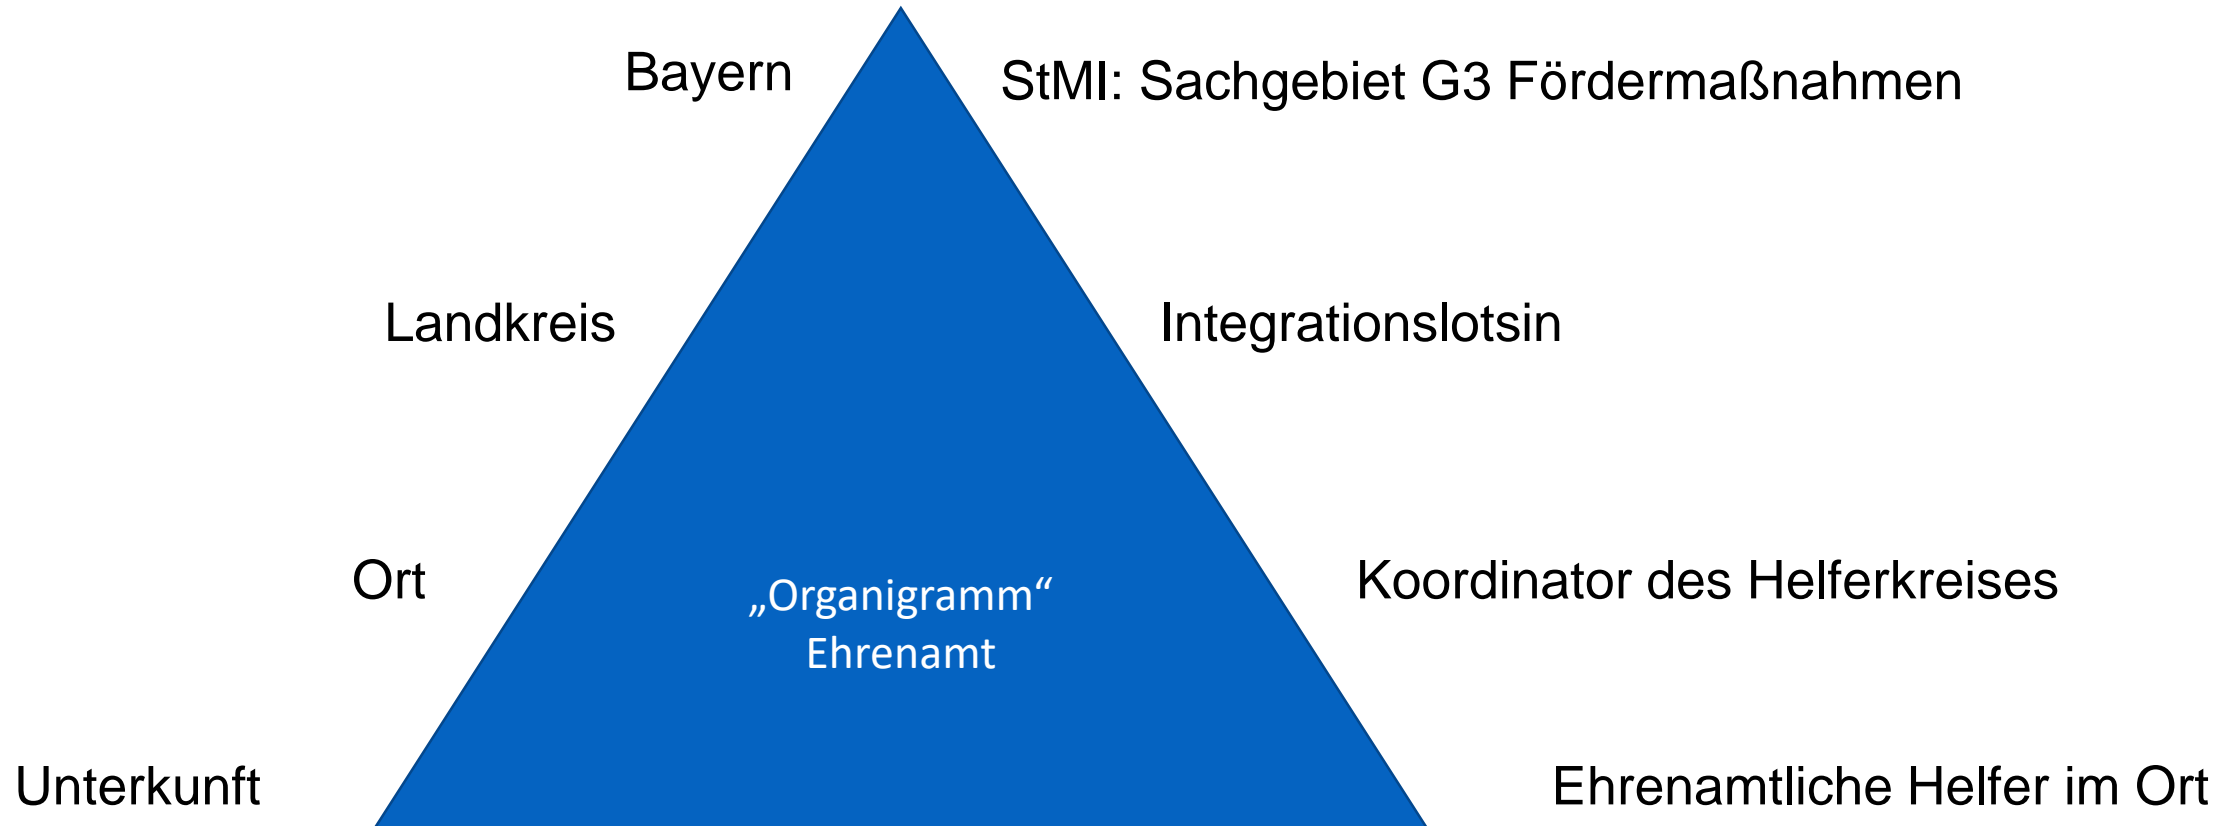 Bayern
StMI: Sachgebiet G3 Fördermaßnahmen
Landkreis
Integrationslotsin
Ort
Koordinator des Helferkreises
„Organigramm“
Ehrenamt
Unterkunft
Ehrenamtliche Helfer im Ort